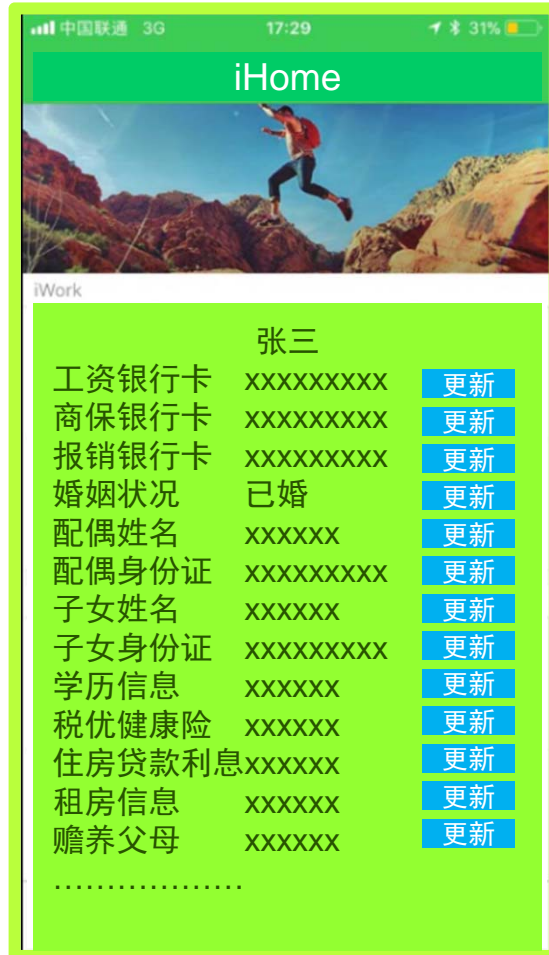 中国联通 3G 17:29 31%
iHome
iWork
张三
工资银行卡 xxxxxxxxx 更新
商保银行卡 xxxxxxxxx 更新
报销银行卡 xxxxxxxxx 更新
婚姻状况 已婚 更新
配偶姓名 xxxxxx 更新
配偶身份证 xxxxxxxxx 更新
子女姓名 xxxxxx 更新
子女身份证 xxxxxxxxx 更新
学历信息 xxxxxx 更新
税优健康险 xxxxxx 更新
住房贷款利息xxxxxx 更新
租房信息 xxxxxx 更新
赡养父母 xxxxxx 更新
………………